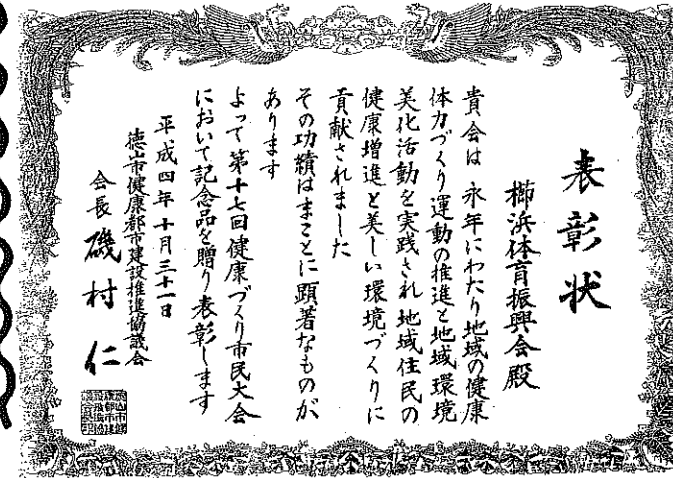 表彰状
櫛浜体育振興会殿
貴会は永年にわたり地域の健康
体力づくり運動の推進と地域環境
美化活動を実践され地域住民の
健康増進と美しい環境づくりに
貢献されました
その功績はまことに顕著なものが
あります
よって第十七回健康づくり市民大会
において記念品を贈り表彰します
平成四年十月三十一日
徳山市健康都市建設推進協議会
会長 磯村仁